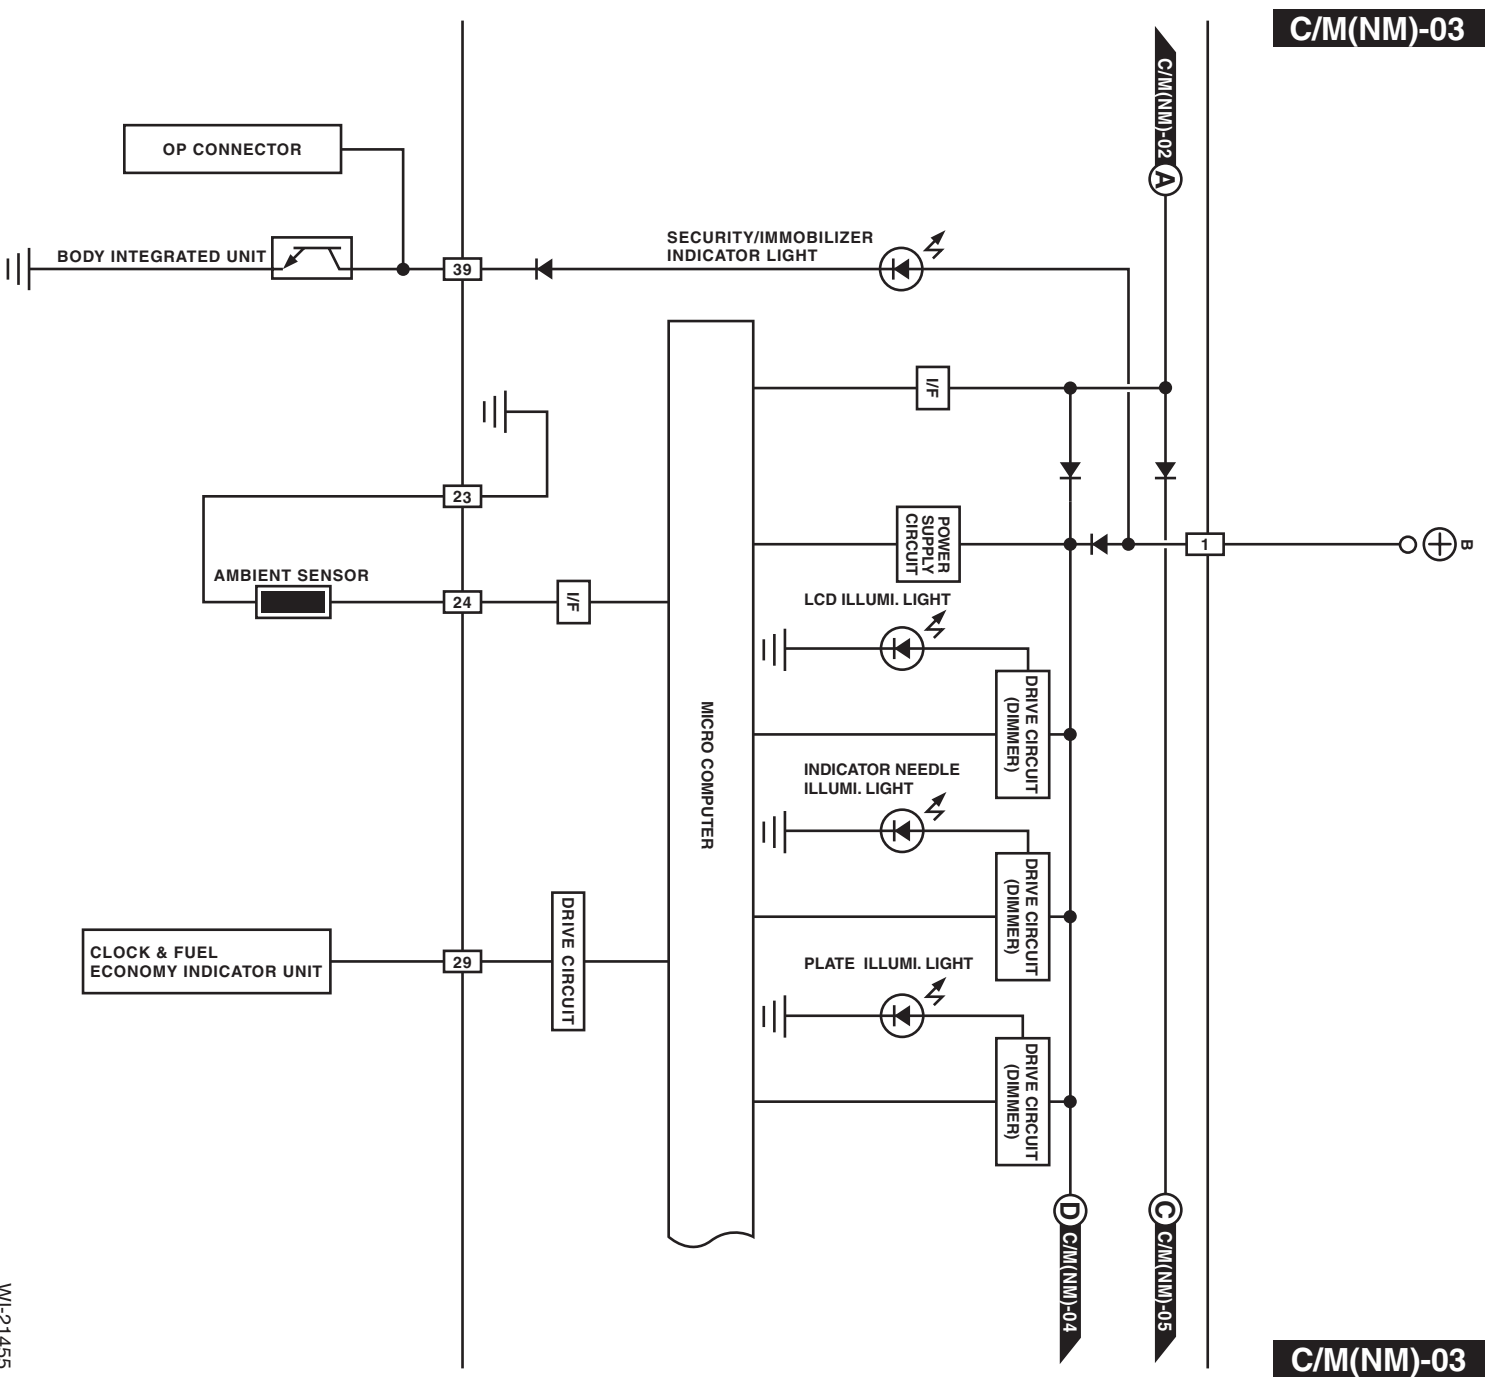 C/M(NM)-03
C/M(NM)-02
A
OP CONNECTOR
SECURITY/IMMOBILIZER
INDICATOR LIGHT
BODY INTEGRATED UNIT
39
I/F
23
POWER
SUPPLY
CIRCUIT
1
B
AMBIENT SENSOR
24
I/F
LCD ILLUMI. LIGHT
DRIVE CIRCUIT
(DIMMER)
MICRO COMPUTER
INDICATOR NEEDLE
ILLUMI. LIGHT
DRIVE CIRCUIT
(DIMMER)
CLOCK & FUEL
ECONOMY INDICATOR UNIT
29
DRIVE CIRCUIT
PLATE ILLUMI. LIGHT
DRIVE CIRCUIT
(DIMMER)
D
C/M(NM)-04
C
C/M(NM)-05
WI-21455
C/M(NM)-03